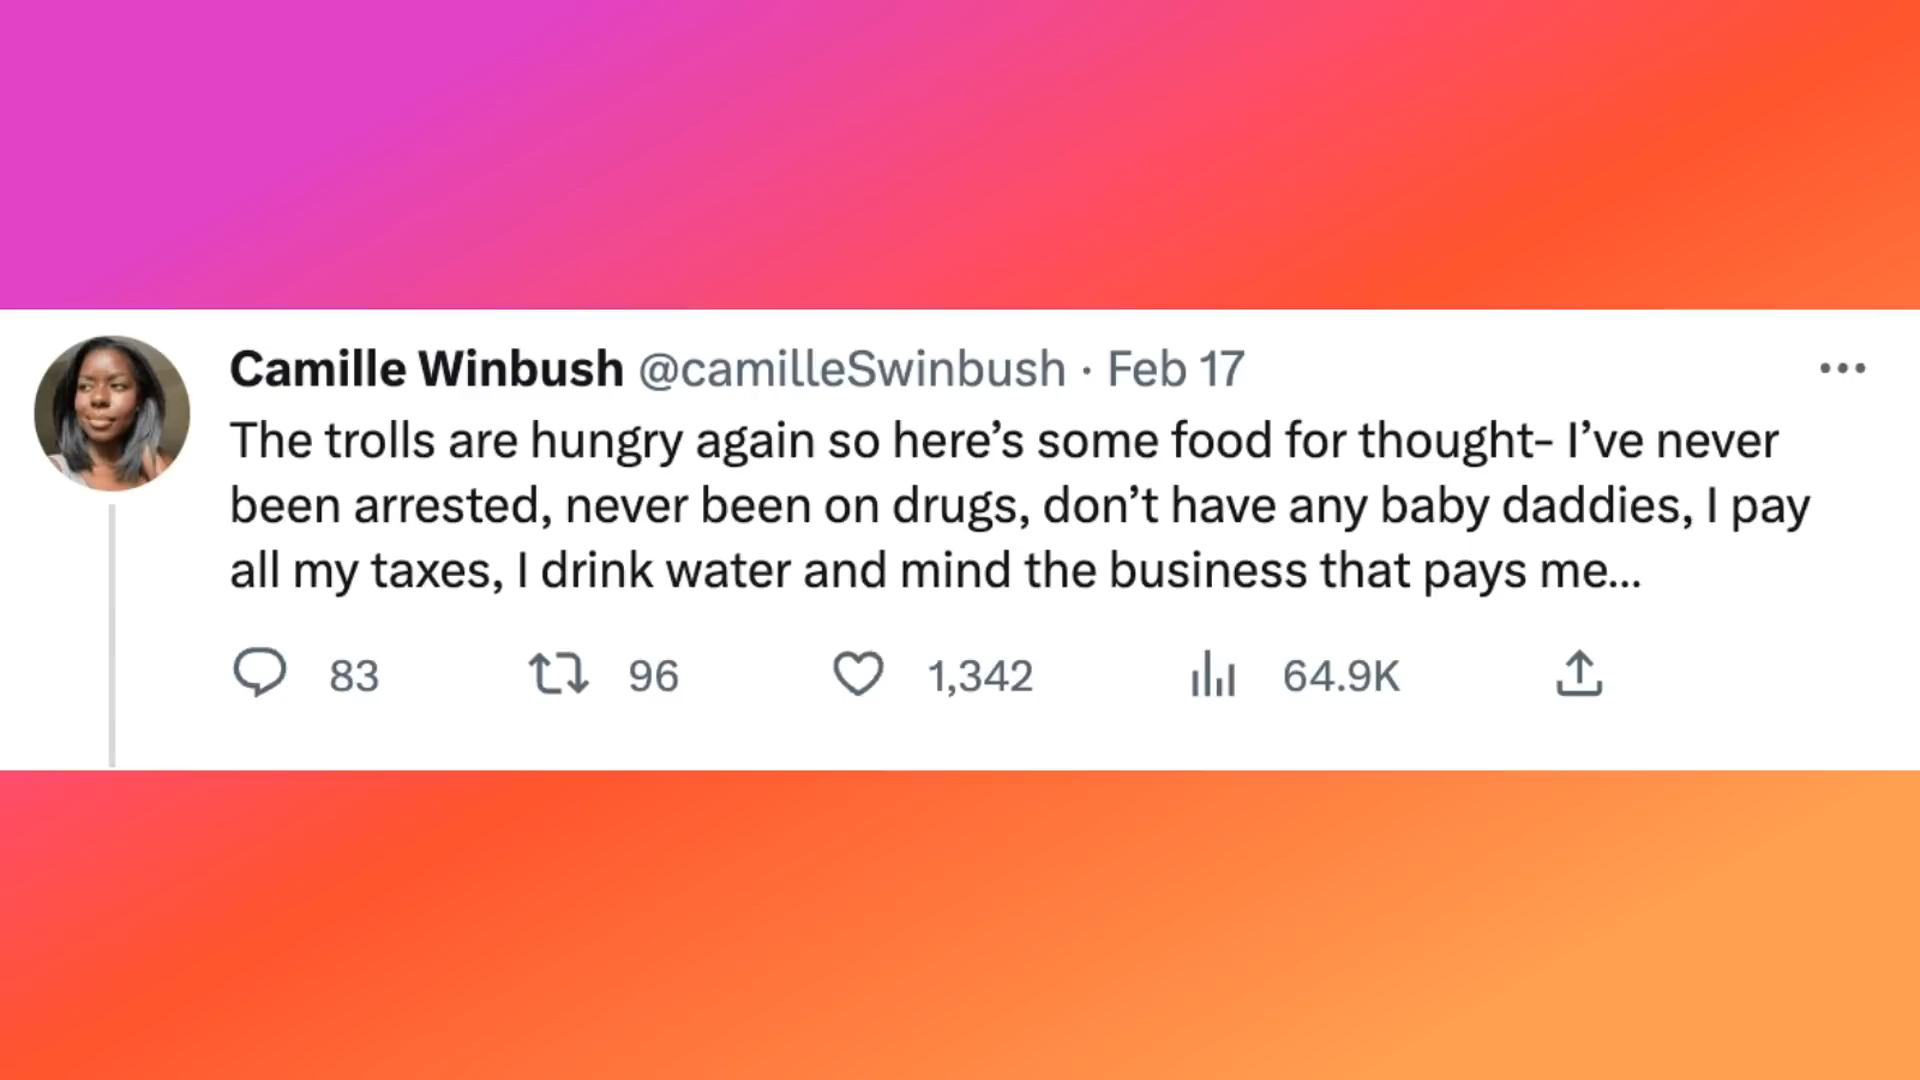 Camille Winbush @camilleSwinbush · Feb 17
The trolls are hungry again so here’s some food for thought- I’ve never
been arrested, never been on drugs, don’t have any baby daddies, I pay
all my taxes, I drink water and mind the business that pays me...
83 96 1,342 64.9K